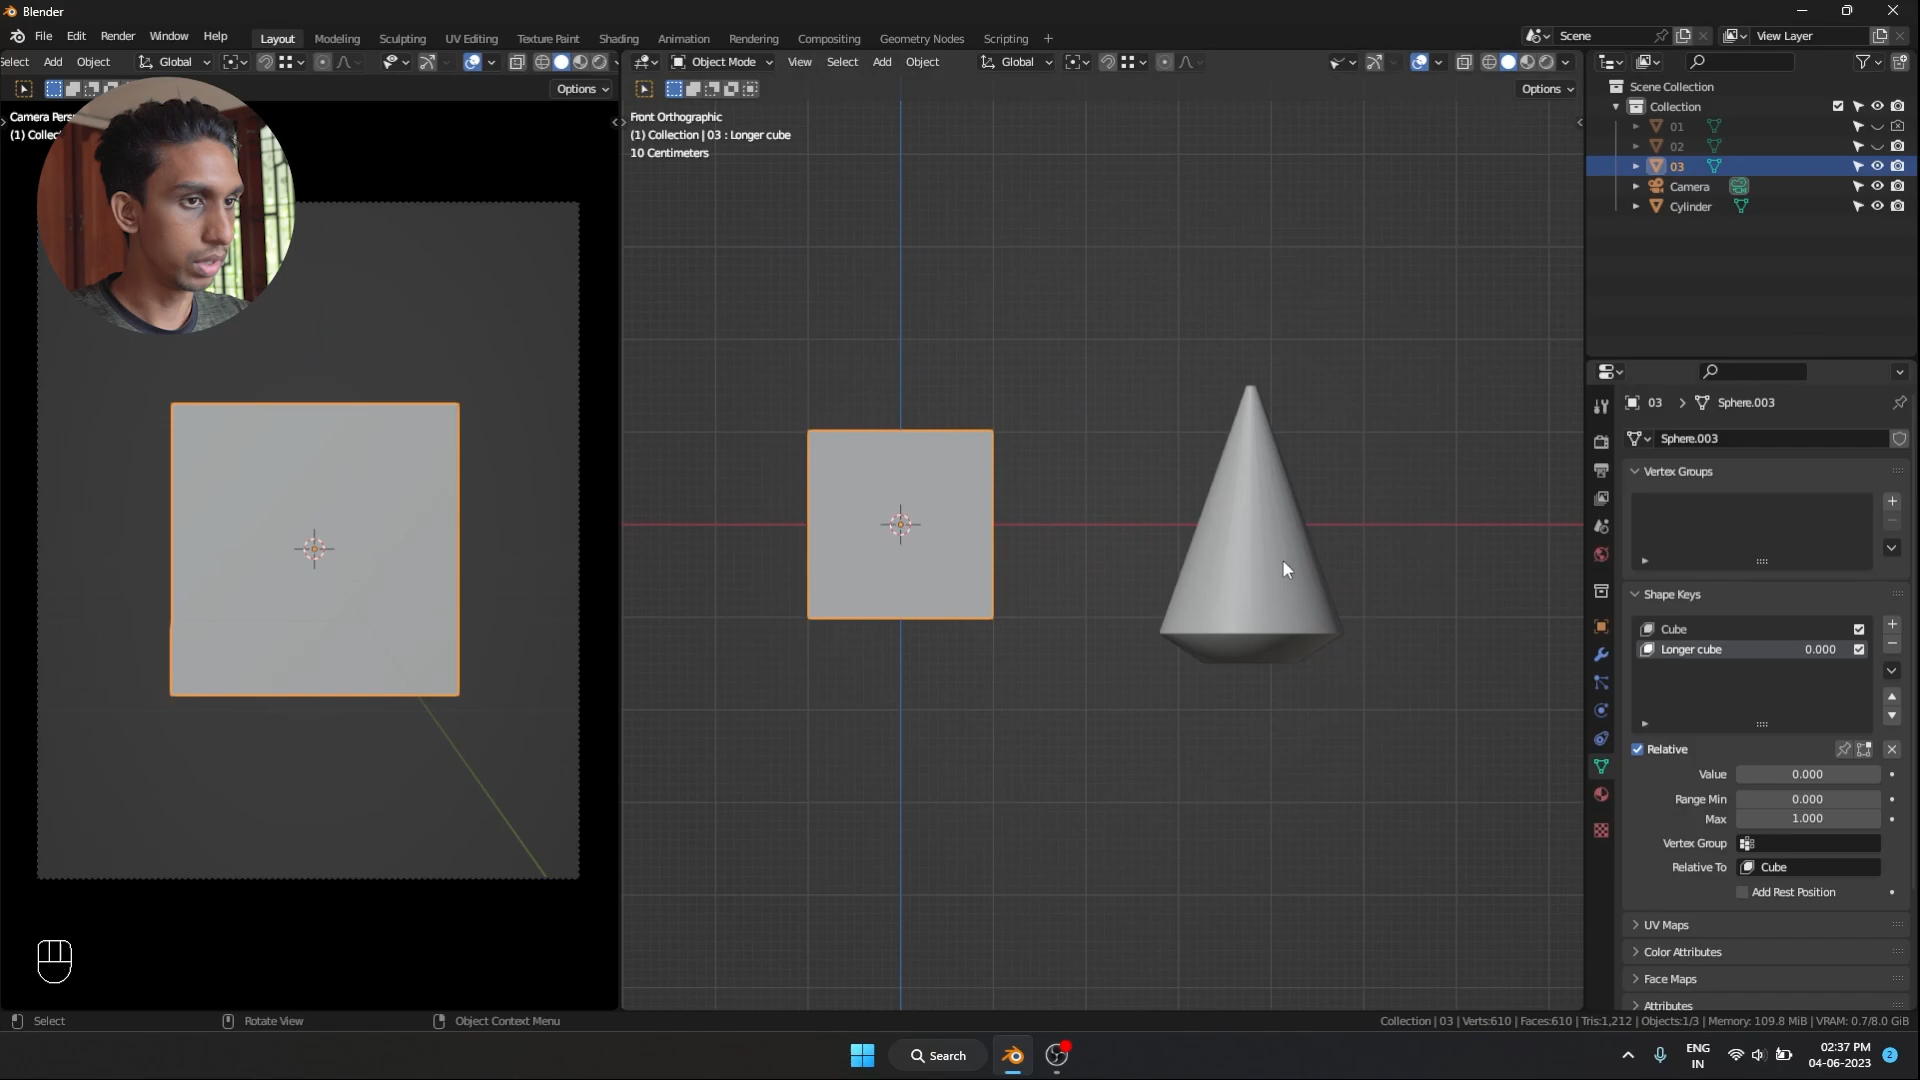 Blender
File Edit Render Window Help Layout Modeling Sculpting UV Editing Texture Paint Shading Animation Rendering Compositing Geometry Nodes Scripting + Scene View Layer
Select Add Object Global Object Mode View Select Add Object Global
Options Options
Camera Pers
(1) Collec
Front Orthographic
(1) Collection | 03 : Longer cube
10 Centimeters
Scene Collection
Collection
01
02
03
Camera
Cylinder
03 > Sphere.003
Sphere.003
Vertex Groups
Shape Keys
Cube
Longer cube 0.000
Relative
Value 0.000
Range Min 0.000
Max 1.000
Vertex Group
Relative To Cube
Add Rest Position
UV Maps
Color Attributes
Face Maps
Attributes
Select Rotate View Object Context Menu Collection | 03 | Verts:610 | Faces:610 | Tris:1,212 | Objects:1/3 | Memory: 109.8 MiB | VRAM: 0.7/8.0 GiB
Search ENG IN 02:37 PM 04-06-2023 2